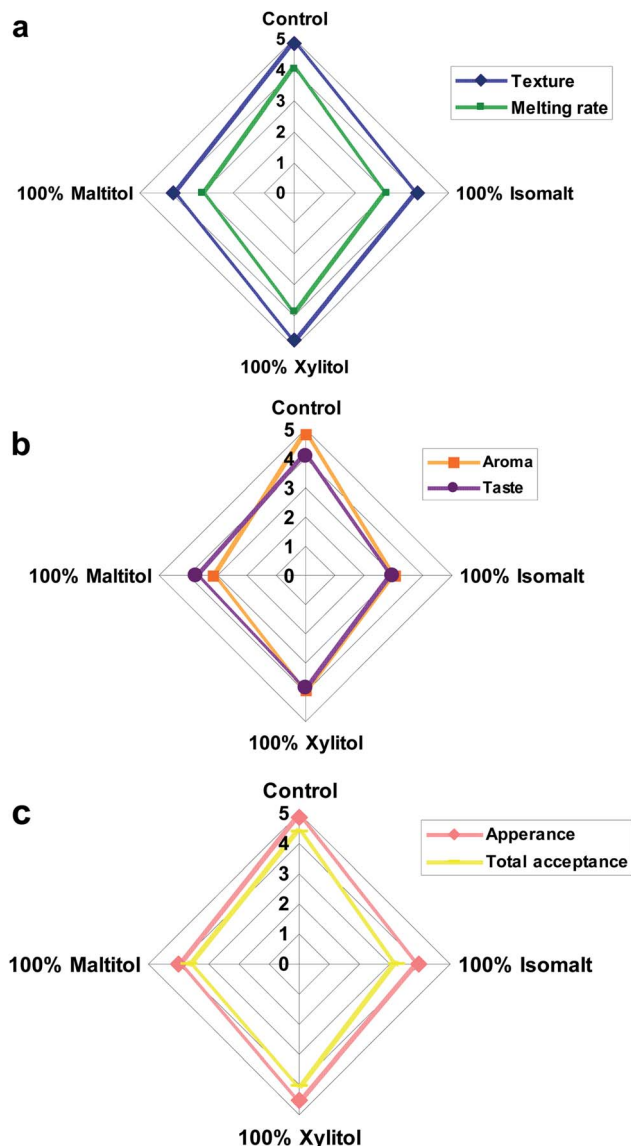 a
Control
5
4
3
2
1
0
100% Maltitol
100% Isomalt
100% Xylitol
Texture
Melting rate
b
Control
5
4
3
2
1
0
100% Maltitol
100% Isomalt
100% Xylitol
Aroma
Taste
c
Control
5
4
3
2
1
0
100% Maltitol
100% Isomalt
100% Xylitol
Apperance
Total acceptance